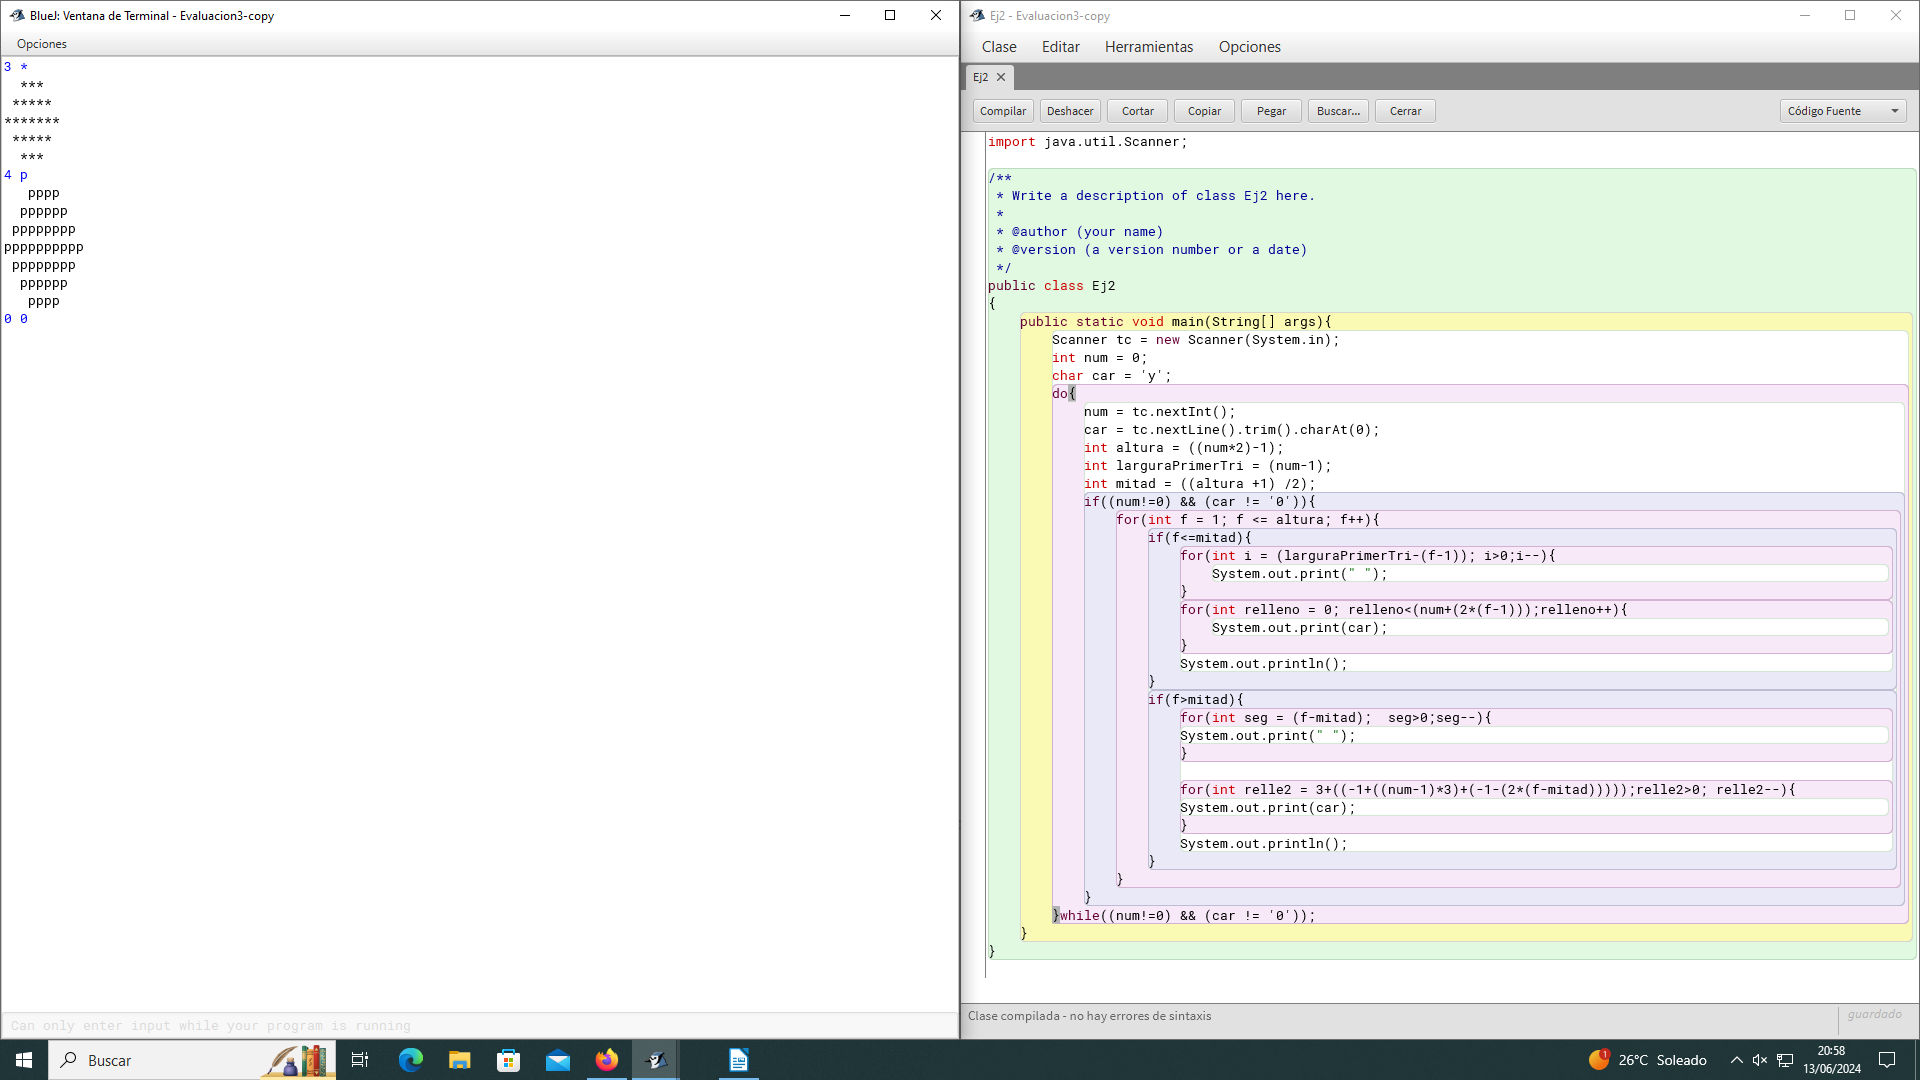 BlueJ: Ventana de Terminal - Evaluacion3-copy
Opciones
3 *
  ***
 *****
*******
 *****
  ***
4 p
   pppp
  pppppp
 pppppppp
pppppppppp
 pppppppp
  pppppp
   pppp
0 0
Can only enter input while your program is running
Ej2 - Evaluacion3-copy
Clase Editar Herramientas Opciones
Ej2
Compilar Deshacer Cortar Copiar Pegar Buscar... Cerrar Código Fuente
import java.util.Scanner;
/**
 * Write a description of class Ej2 here.
 *
 * @author (your name)
 * @version (a version number or a date)
 */
public class Ej2
{
    public static void main(String[] args){
        Scanner tc = new Scanner(System.in);
        int num = 0;
        char car = 'y';
        do{
            num = tc.nextInt();
            car = tc.nextLine().trim().charAt(0);
            int altura = ((num*2)-1);
            int larguraPrimerTri = (num-1);
            int mitad = ((altura +1) /2);
            if((num!=0) && (car != '0')){
                for(int f = 1; f <= altura; f++){
                    if(f<=mitad){
                        for(int i = (larguraPrimerTri-(f-1)); i>0;i--){
                            System.out.print(" ");
                        }
                        for(int relleno = 0; relleno<(num+(2*(f-1)));relleno++){
                            System.out.print(car);
                        }
                        System.out.println();
                    }
                    if(f>mitad){
                        for(int seg = (f-mitad);  seg>0;seg--){
                        System.out.print(" ");
                        }
                        for(int relle2 = 3+((-1+((num-1)*3)+(-1-(2*(f-mitad)))));relle2>0; relle2--){
                        System.out.print(car);
                        }
                        System.out.println();
                    }
                }
            }
        }while((num!=0) && (car != '0'));
    }
}
Clase compilada - no hay errores de sintaxis
guardado
Buscar
1
26°C Soleado
20:58
13/06/2024